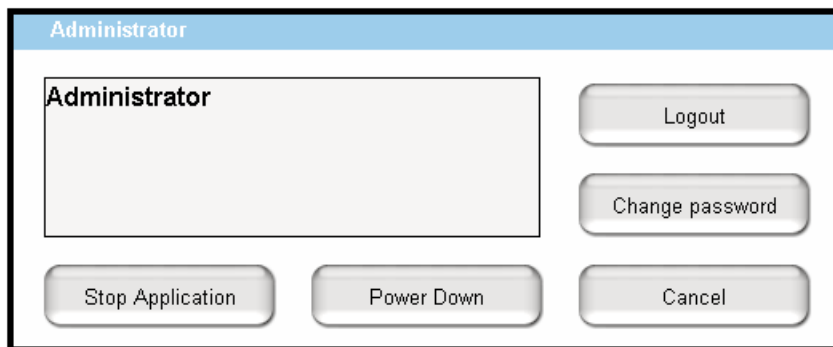 Administrator
Administrator
Logout
Change password
Stop Application
Power Down
Cancel